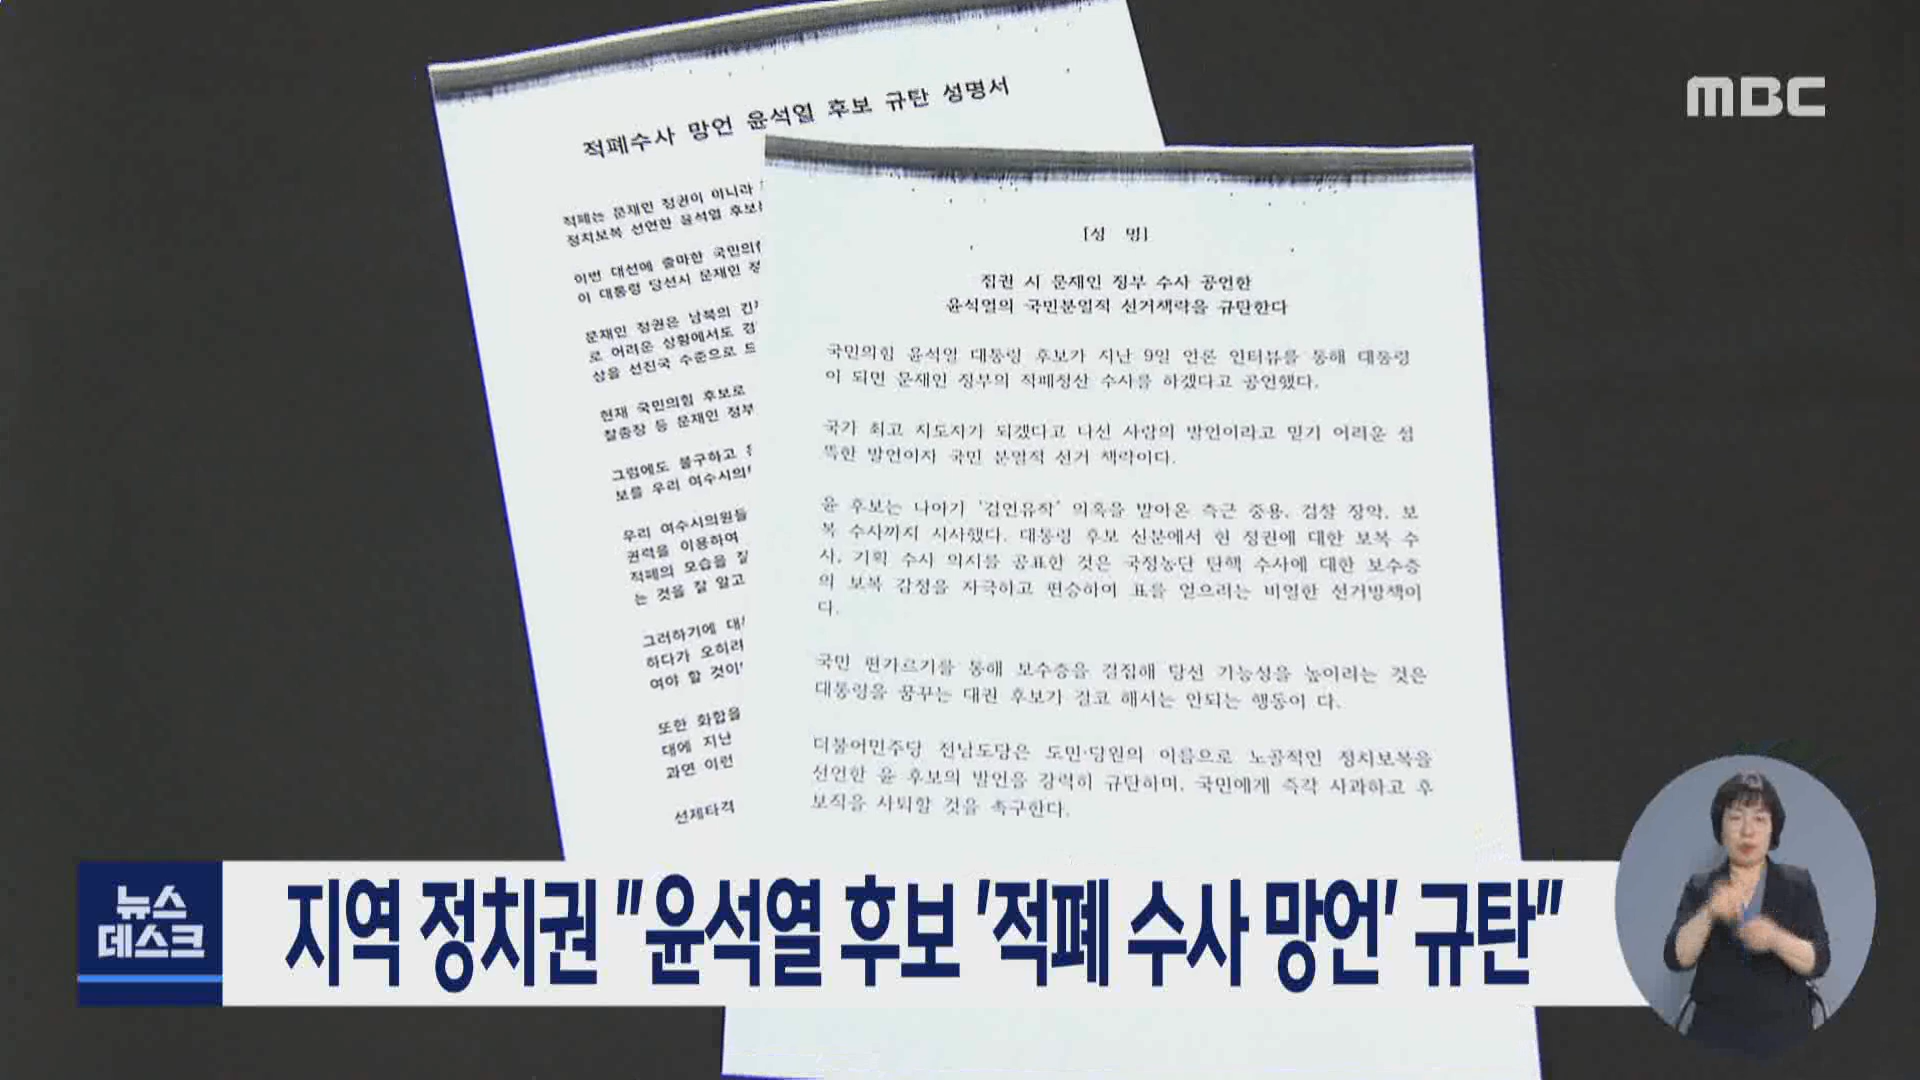 MBC
적폐수사 망언 윤석열 후보 규탄 성명서
적폐는 문재인 정권이 아니라
정치보복 선언한 윤석열 후보
이번 대선에 출마한 국민의힘
이 대통령 당선시 문재인 정
문재인 정권은 남북의 긴
로 어려운 상황에서도 경
상을 선진국 수준으로 드
현재 국민의힘 후보로
찰총장 등 문재인 정부
그럼에도 불구하고
보를 우리 여수시의
우리 여수시의원들
권력을 이용하여
적폐의 모습을 잘
는 것을 잘 알고
그러하기에 대
하다가 오히려
여야 할 것이
또한 화합을
대에 지난
과연 이런
선제타격
[성 명]
집권 시 문재인 정부 수사 공언한
윤석열의 국민분열적 선거책략을 규탄한다
국민의힘 윤석열 대통령 후보가 지난 9일 언론 인터뷰를 통해 대통령
이 되면 문재인 정부의 적폐청산 수사를 하겠다고 공언했다.
국가 최고 지도자가 되겠다고 나선 사람의 발언이라고 믿기 어려운 섬
뜩한 발언이자 국민 분열적 선거 책략이다.
윤 후보는 나아가 '검언유착' 의혹을 받아온 측근 중용, 검찰 장악, 보
복 수사까지 시사했다. 대통령 후보 신분에서 현 정권에 대한 보복 수
사, 기획 수사 의지를 공표한 것은 국정농단 탄핵 수사에 대한 보수층
의 보복 감정을 자극하고 편승하여 표를 얻으려는 비열한 선거방책이
다.
국민 편가르기를 통해 보수층을 결집해 당선 가능성을 높이려는 것은
대통령을 꿈꾸는 대권 후보가 결코 해서는 안되는 행동이 다.
더불어민주당 전남도당은 도민·당원의 이름으로 노골적인 정치보복을
선언한 윤 후보의 발언을 강력히 규탄하며, 국민에게 즉각 사과하고 후
보직을 사퇴할 것을 촉구한다.
뉴스
데스크
지역 정치권 "윤석열 후보 '적폐 수사 망언' 규탄"